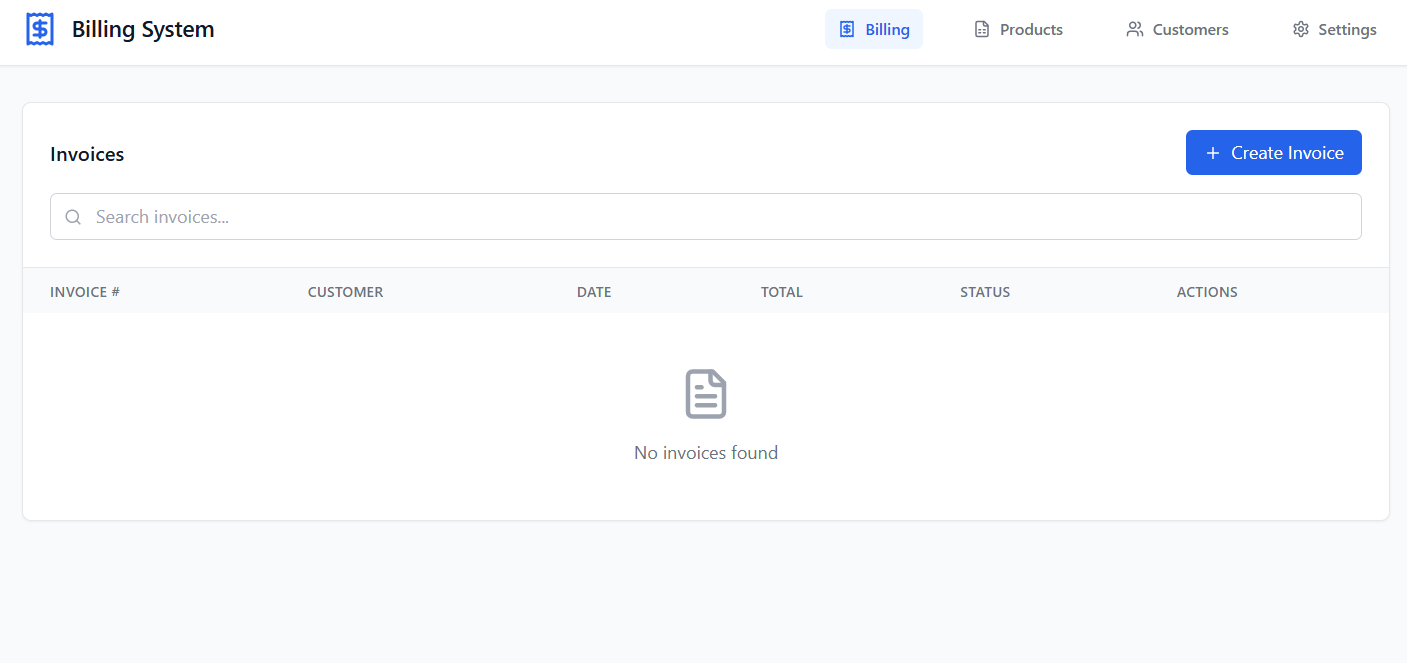 Billing System
Billing
Products
Customers
Settings
Invoices
+ Create Invoice
Search invoices...
INVOICE # CUSTOMER DATE TOTAL STATUS ACTIONS
No invoices found